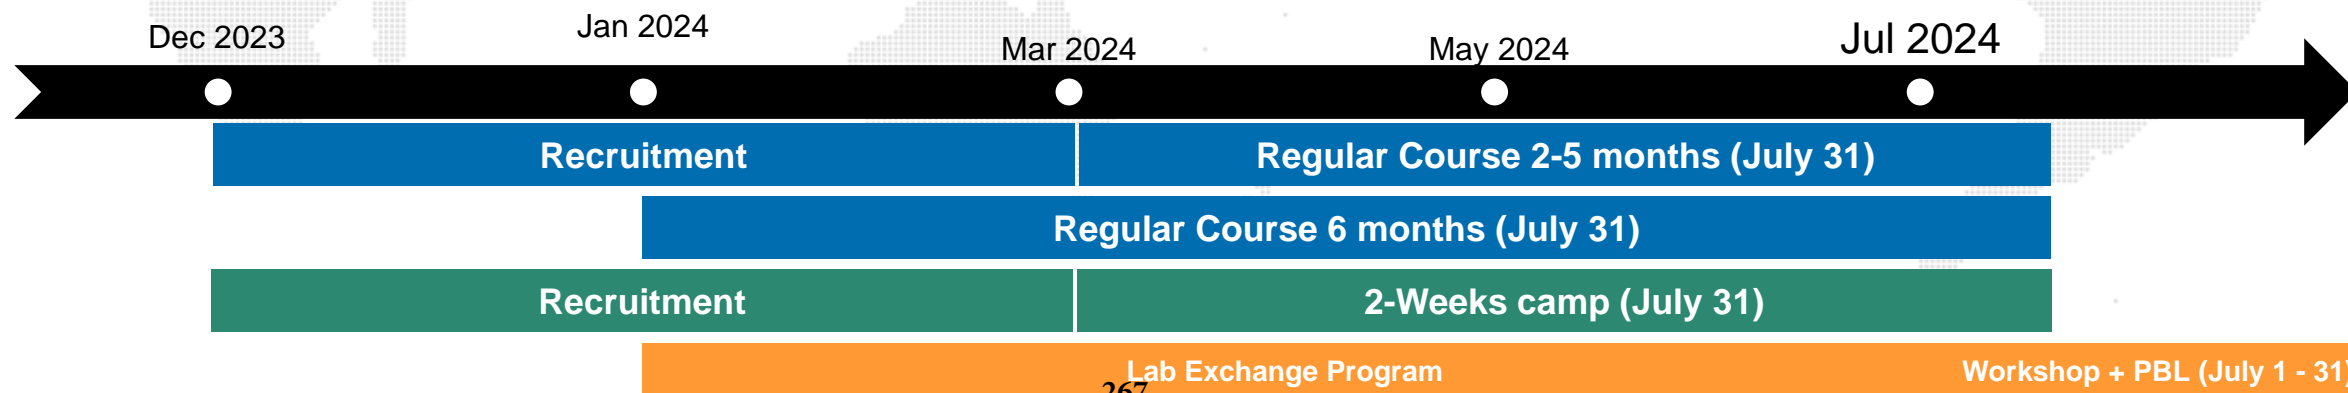 Dec 2023
Jan 2024
Mar 2024
May 2024
Jul 2024
Recruitment
Regular Course 2-5 months (July 31)
Regular Course 6 months (July 31)
Recruitment
2-Weeks camp (July 31)
Lab Exchange Program
Workshop + PBL (July 1 - 31)
267